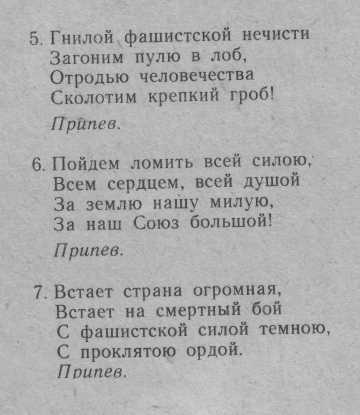 5. Гнилой фашистской нечисти
Загоним пулю в лоб,
Отродью человечества
Сколотим крепкий гроб!
Припев.
6. Пойдем ломить всей силою,
Всем сердцем, всей душой
За землю нашу милую,
За наш Союз большой!
Припев.
7. Встает страна огромная,
Встает на смертный бой
С фашистской силой темною,
С проклятою ордой.
Припев.